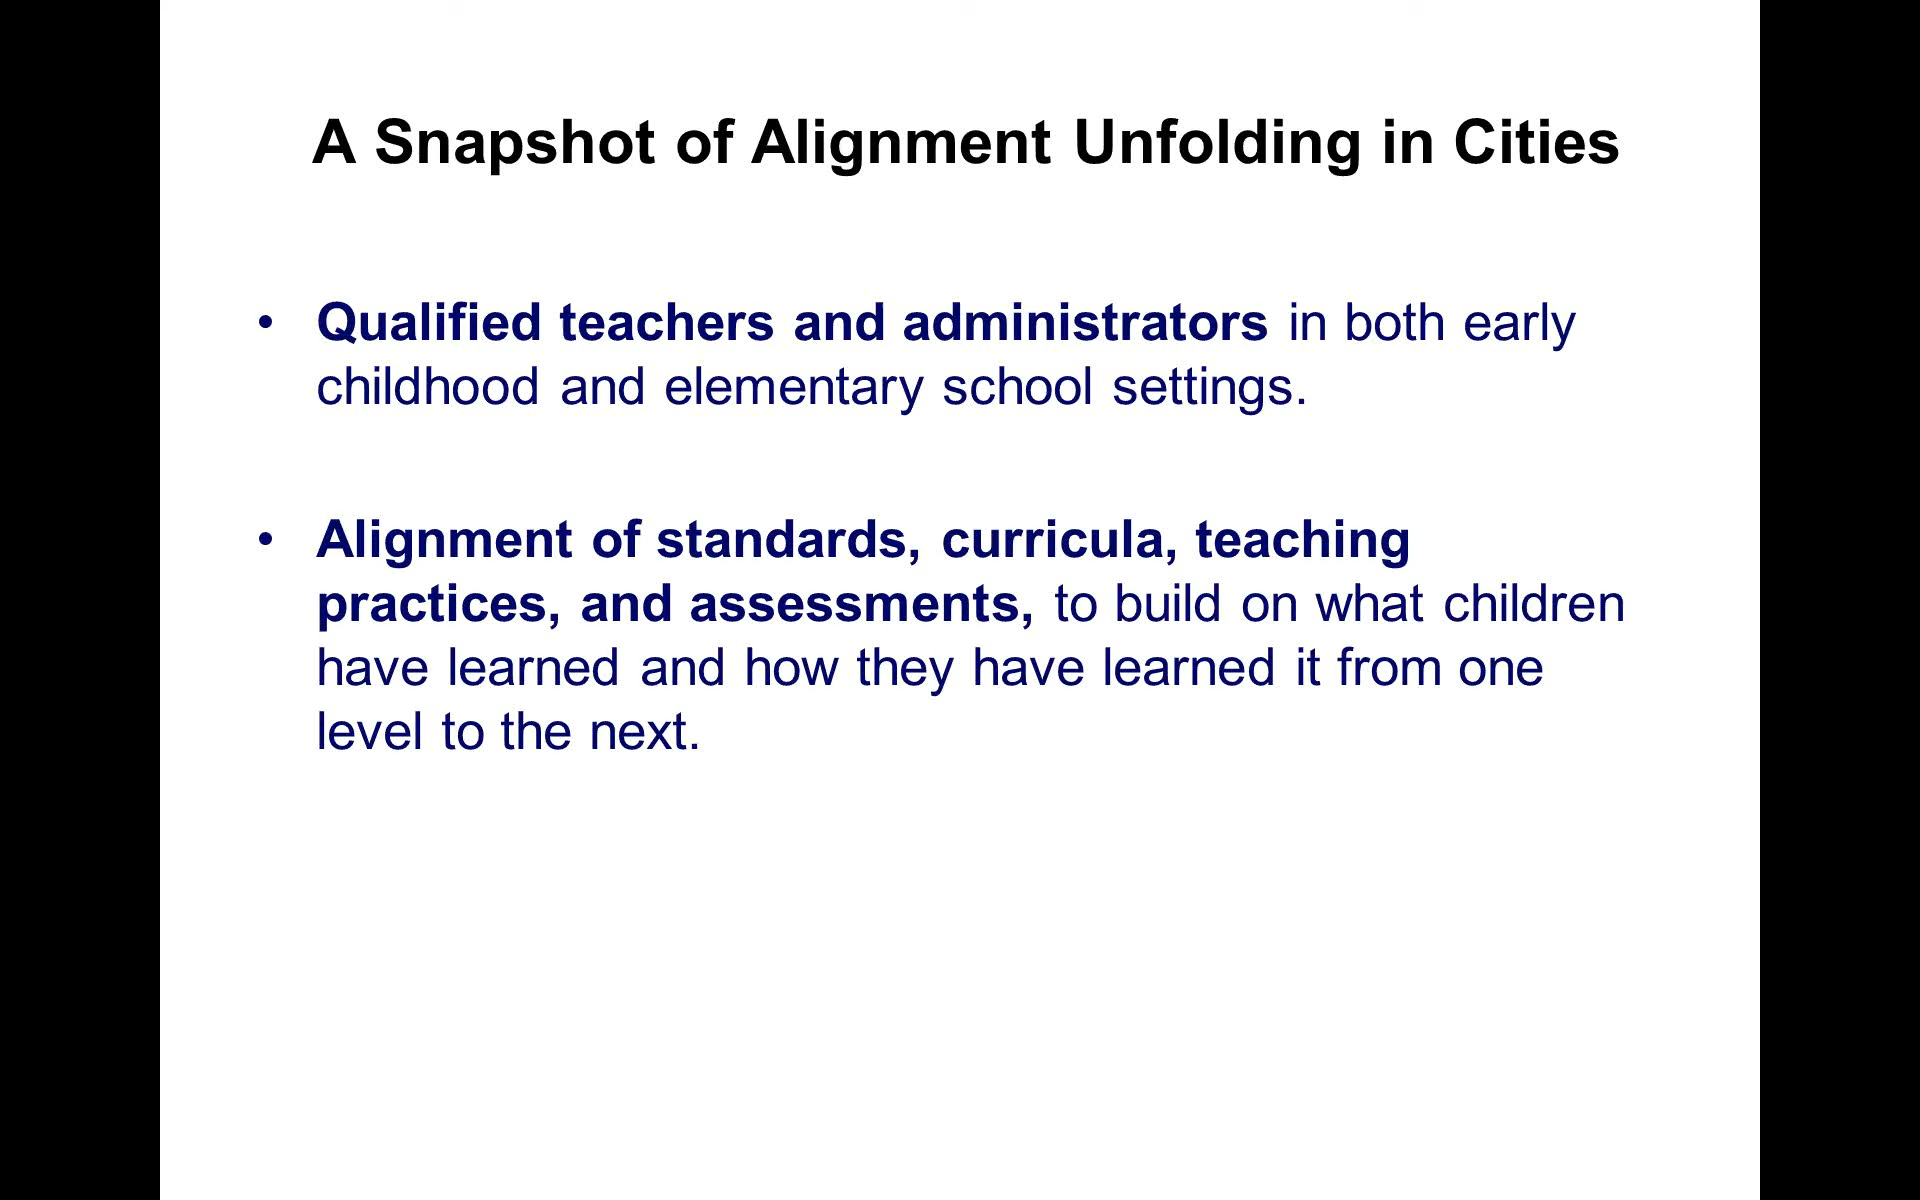 A Snapshot of Alignment Unfolding in Cities
• Qualified teachers and administrators in both early
childhood and elementary school settings.
• Alignment of standards, curricula, teaching
practices, and assessments, to build on what children
have learned and how they have learned it from one
level to the next.